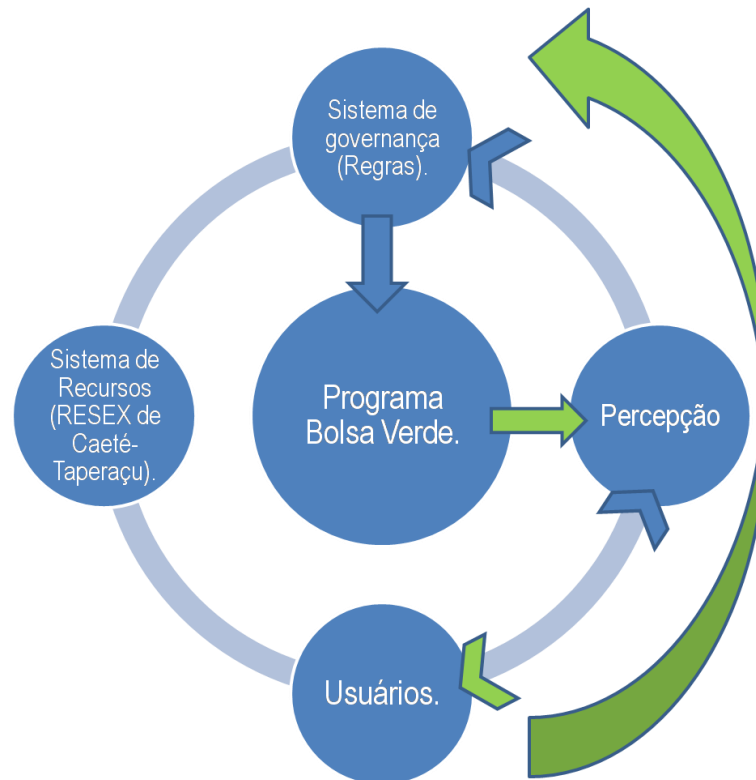 Sistema de
governança
(Regras).
Sistema de
Recursos
(RESEX de
Caeté-
Taperaçu).
Programa
Bolsa Verde.
Percepção
Usuários.